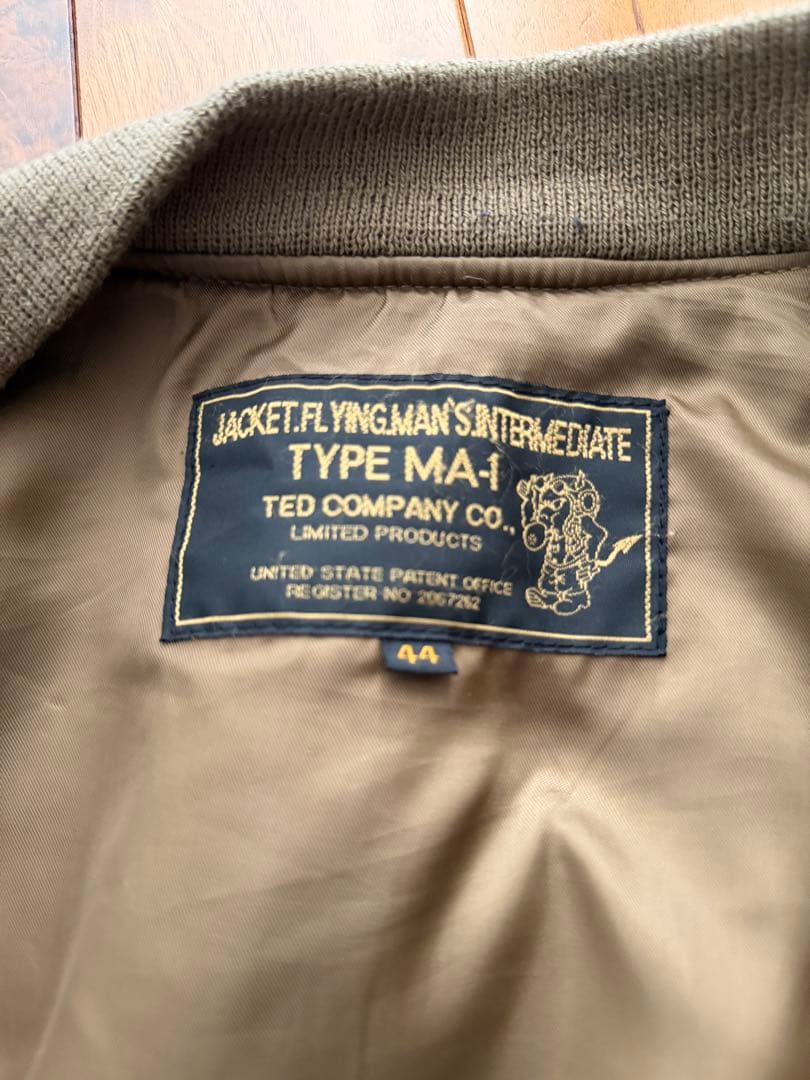 JACKET.FLYING.MAN'S.INTERMEDIATE
TYPE MA-1
TED COMPANY CO.,
LIMITED PRODUCTS
UNITED STATE PATENT OFFICE
REGISTER NO 2067262
44